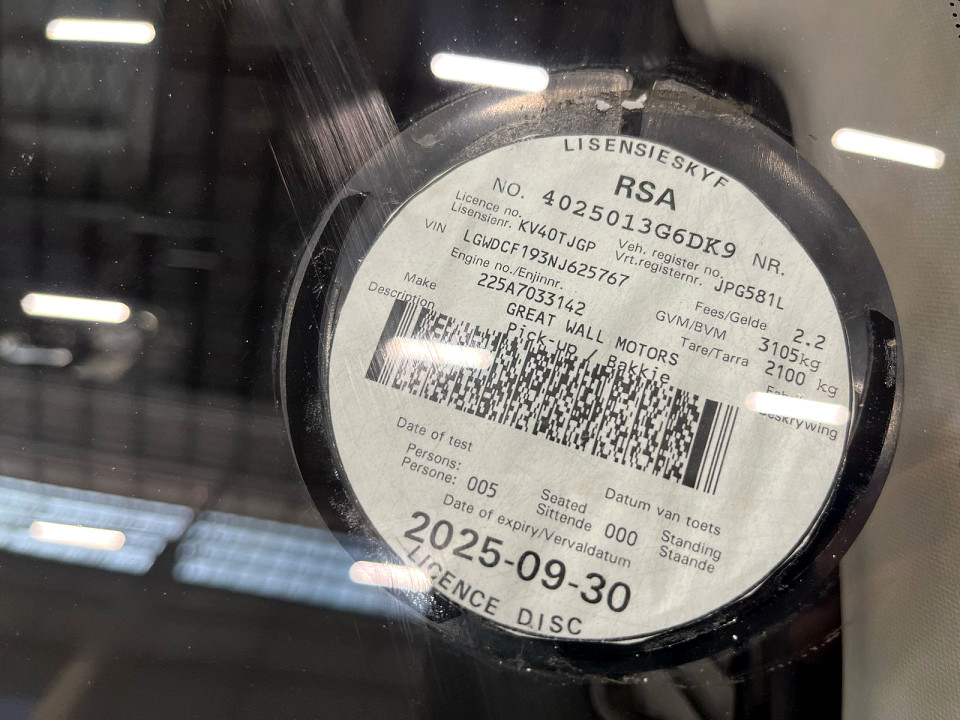 LISENSIESKYF
RSA
NO. 4025013G6DK9 NR.
Licence no.
Lisensienr. KV40TJGP
Veh. register no.
Vrt.registernr. JPG581L
VIN LGWDCF193NJ625767
Engine no./Enjinnr.
225A7033142
Fees/Gelde 2.2
GVM/BVM 3105kg
Tare/Tarra 2100 kg
Make GREAT WALL MOTORS
Description Pick-up / Bakkie
Beskrywing
Date of test
Datum van toets
Persons:
Persone: 005
Seated
Sittende 000
Standing
Staande
Date of expiry/Vervaldatum
2025-09-30
LICENCE DISC